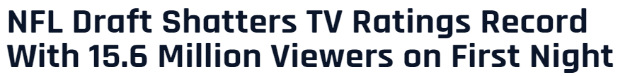 NFL Draft Shatters TV Ratings Record
With 15.6 Million Viewers on First Night